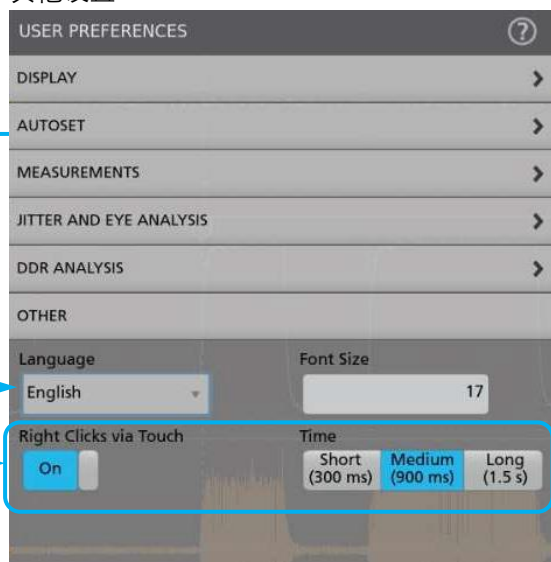 USER PREFERENCES
?
DISPLAY
AUTOSET
MEASUREMENTS
JITTER AND EYE ANALYSIS
DDR ANALYSIS
OTHER
Language Font Size
English 17
Right Clicks via Touch Time
On Short (300 ms) Medium (900 ms) Long (1.5 s)